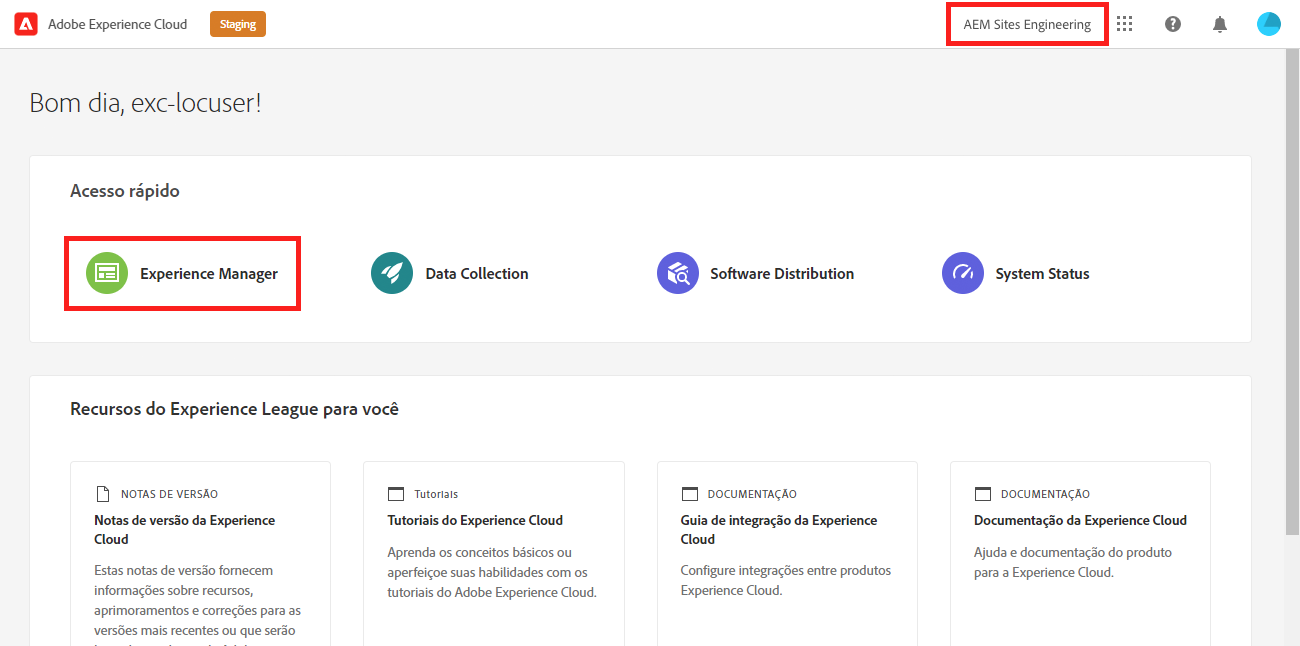 Adobe Experience Cloud
Staging
AEM Sites Engineering
Bom dia, exc-locuser!
Acesso rápido
Experience Manager
Data Collection
Software Distribution
System Status
Recursos do Experience League para você
NOTAS DE VERSÃO
Notas de versão da Experience
Cloud
Estas notas de versão fornecem
informações sobre recursos,
aprimoramentos e correções para as
versões mais recentes ou que serão
Tutoriais
Tutoriais do Experience Cloud
Aprenda os conceitos básicos ou
aperfeiçoe suas habilidades com os
tutoriais do Adobe Experience Cloud.
DOCUMENTAÇÃO
Guia de integração da Experience
Cloud
Configure integrações entre produtos
Experience Cloud.
DOCUMENTAÇÃO
Documentação da Experience Cloud
Ajuda e documentação do produto
para a Experience Cloud.